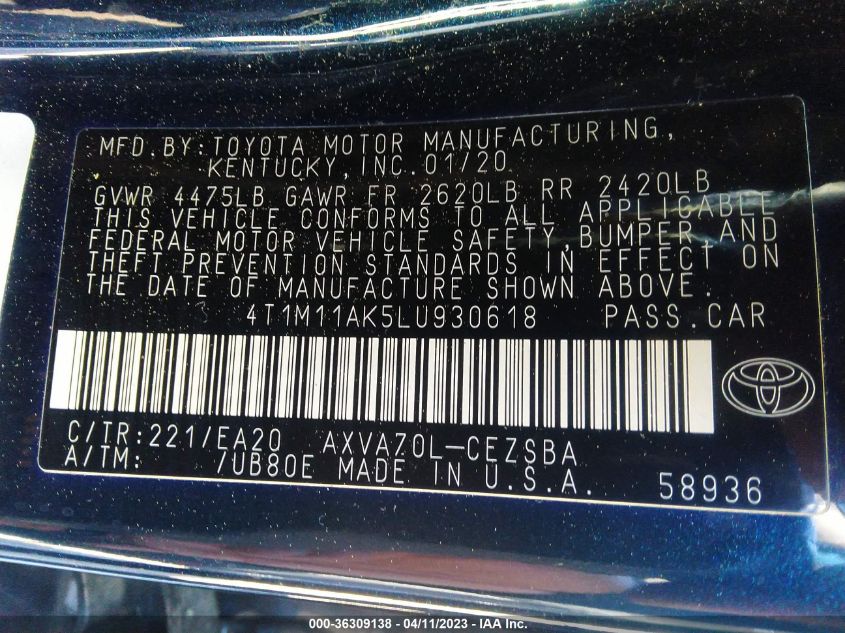 MFD.BY:TOYOTA MOTOR MANUFACTURING,
KENTUCKY,INC.01/20
GVWR 4475LB GAWR FR 2620LB RR 2420LB
THIS VEHICLE CONFORMS TO ALL APPLICABLE
FEDERAL MOTOR VEHICLE SAFETY,BUMPER,AND
THEFT PREVENTION STANDARDS IN EFFECT ON
THE DATE OF MANUFACTURE SHOWN ABOVE.
4T1M11AK5LU930618 PASS.CAR
C/TR:221/EA20 AXVA70L-CEZSBA
A/TM: /UB80E MADE IN U.S.A. 58936
000-36309138 - 04/11/2023 - IAA Inc.